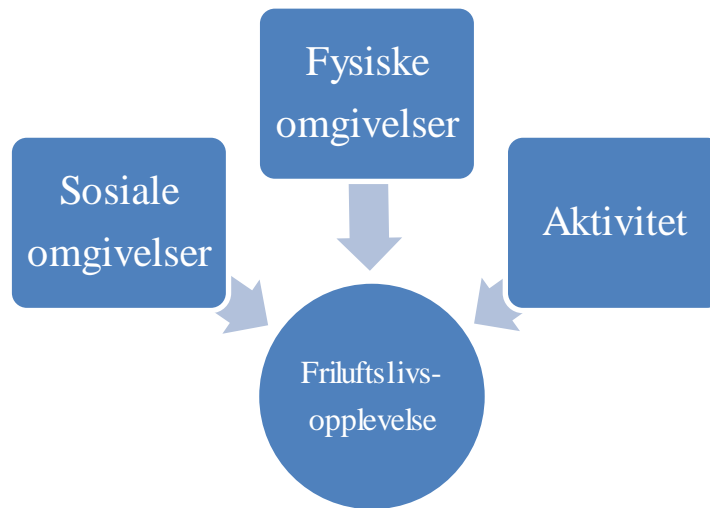 Fysiske
omgivelser
Sosiale
omgivelser
Aktivitet
Friluftslivs-
opplevelse